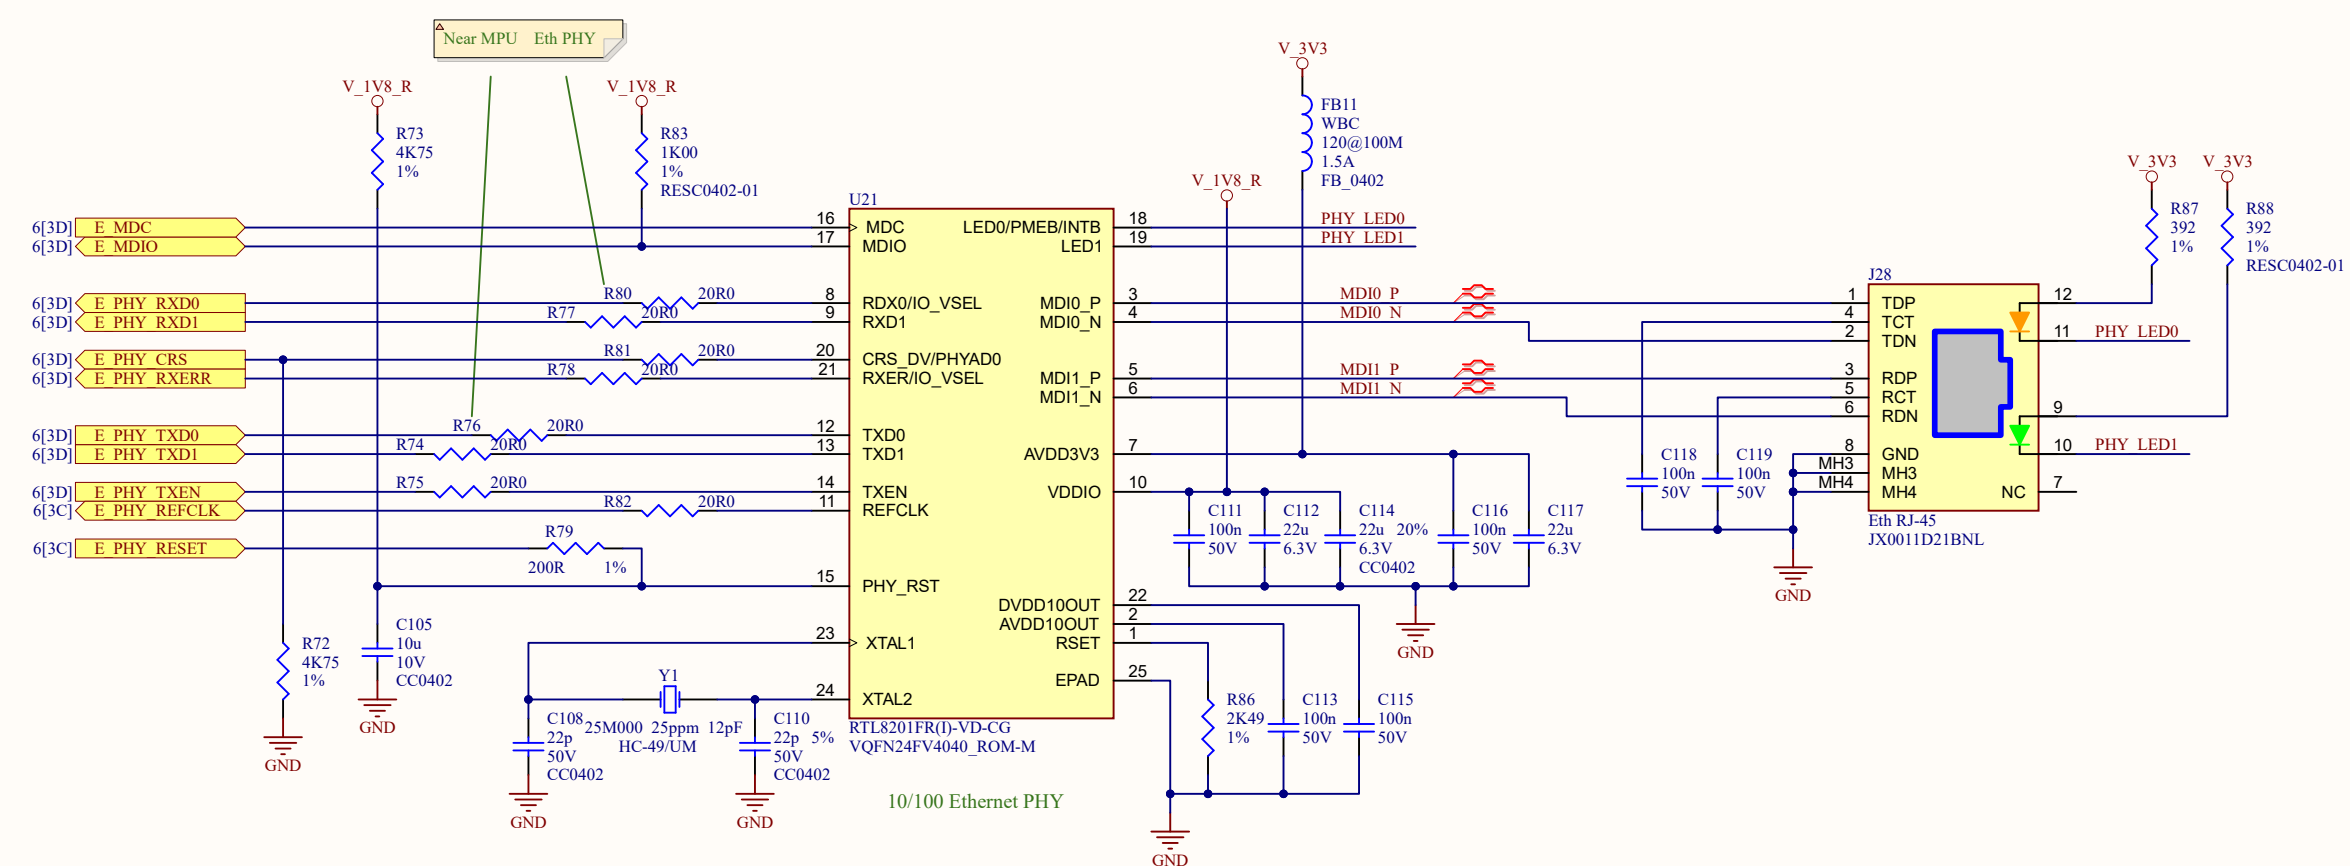 Near MPU    Eth PHY
V_1V8_R
R73
4K75
1%
V_1V8_R
R83
1K00
1%
RESC0402-01
V_3V3
FB11
WBC
120@100M
1.5A
FB_0402
V_1V8_R
6[3D] E_MDC
6[3D] E_MDIO
6[3D] E_PHY_RXD0
6[3D] E_PHY_RXD1
6[3D] E_PHY_CRS
6[3D] E_PHY_RXERR
6[3D] E_PHY_TXD0
6[3D] E_PHY_TXD1
6[3D] E_PHY_TXEN
6[3C] E_PHY_REFCLK
6[3C] E_PHY_RESET
R80 20R0
R77 20R0
R81 20R0
R78 20R0
R76 20R0
R74 20R0
R75 20R0
R82 20R0
R79
200R 1%
R72
4K75
1%
GND
C105
10u
10V
CC0402
GND
Y1
25M000 25ppm 12pF
HC-49/UM
C108
22p
50V
CC0402
GND
C110
22p 5%
50V
CC0402
GND
U21
16 MDC
17 MDIO
8 RDX0/IO_VSEL
9 RXD1
20 CRS_DV/PHYAD0
21 RXER/IO_VSEL
12 TXD0
13 TXD1
14 TXEN
11 REFCLK
15 PHY_RST
23 XTAL1
24 XTAL2
LED0/PMEB/INTB 18 PHY_LED0
LED1 19 PHY_LED1
MDI0_P 3 MDI0_P
MDI0_N 4 MDI0_N
MDI1_P 5 MDI1_P
MDI1_N 6 MDI1_N
AVDD3V3 7
VDDIO 10
DVDD10OUT 22
AVDD10OUT 2
RSET 1
EPAD 25
RTL8201FR(I)-VD-CG
VQFN24FV4040_ROM-M
10/100 Ethernet PHY
C111
100n
50V
C112
22u
6.3V
C114
22u 20%
6.3V
CC0402
C116
100n
50V
C117
22u
6.3V
GND
R86
2K49
1%
C113
100n
50V
C115
100n
50V
GND
C118
100n
50V
C119
100n
50V
GND
J28
1 TDP
4 TCT
2 TDN
3 RDP
5 RCT
6 RDN
8 GND
MH3 MH3
MH4 MH4
12
11 PHY_LED0
9
10 PHY_LED1
NC 7
Eth RJ-45
JX0011D21BNL
V_3V3
R87
392
1%
V_3V3
R88
392
1%
RESC0402-01